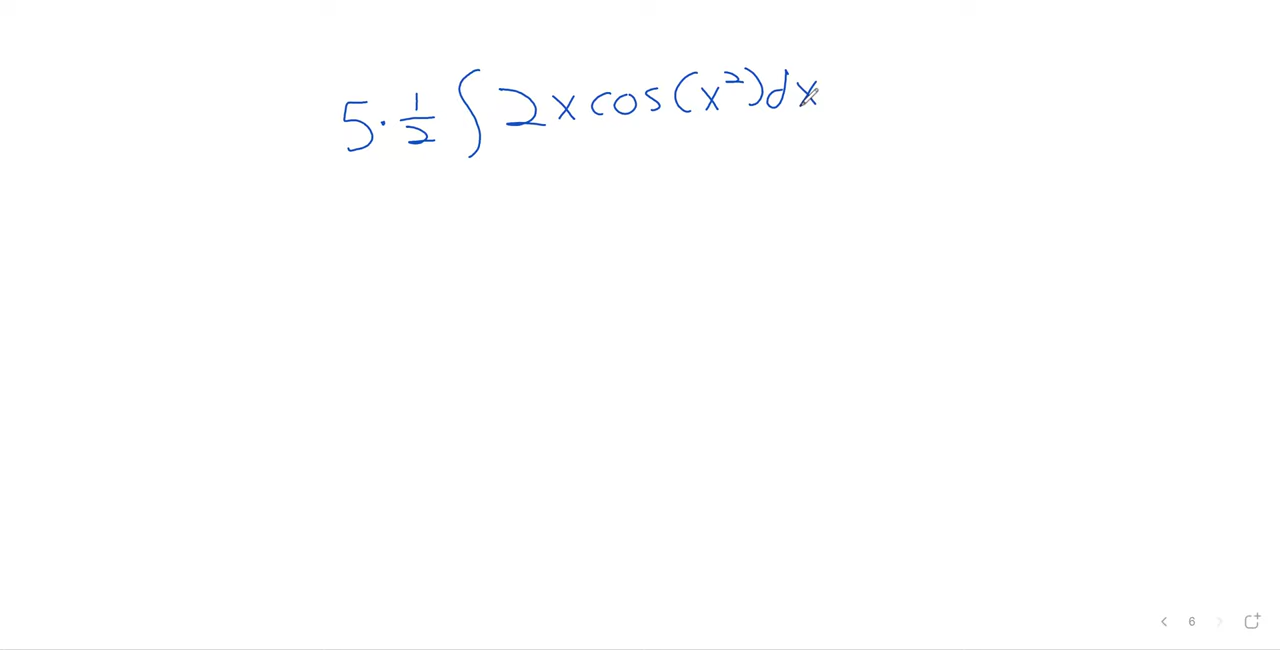 5 · 1/2 ∫ 2x cos(x²)dx
6